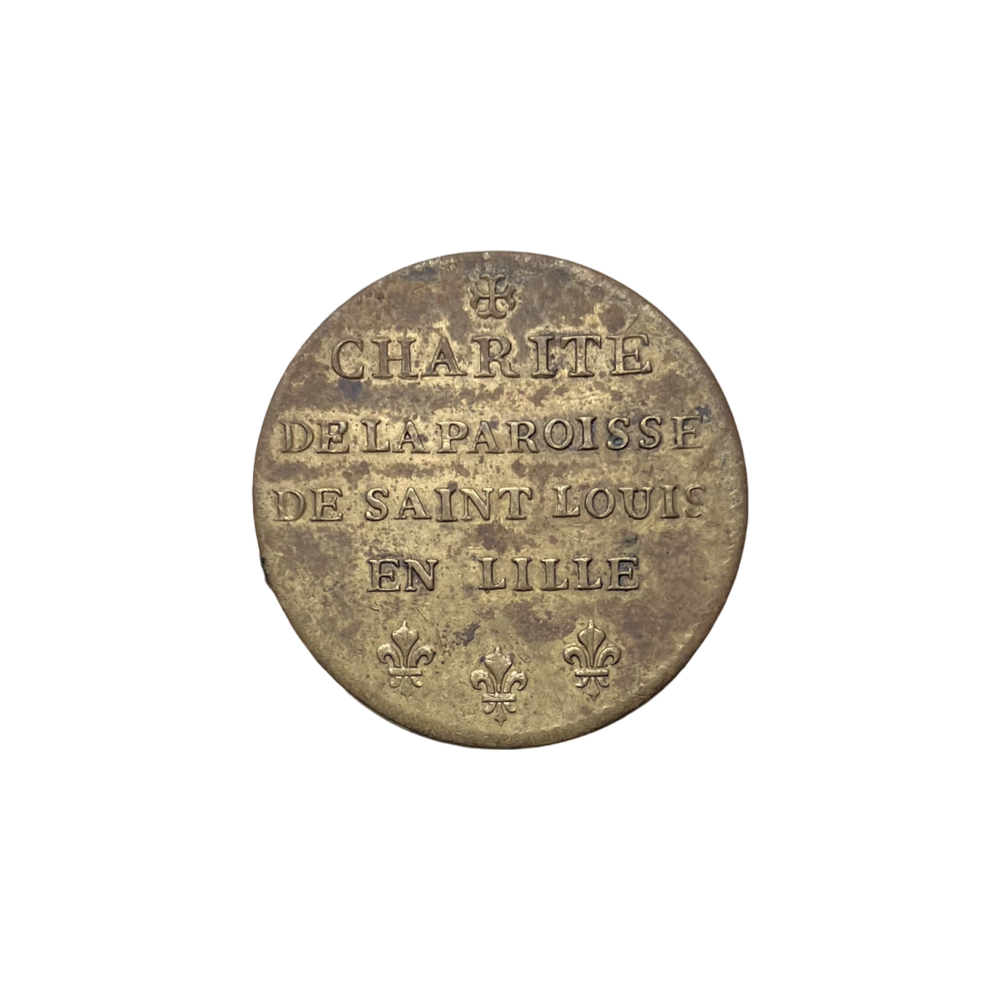 CHARITÉ
DE LA PAROISSE
DE SAINT LOUIS
EN LILLE